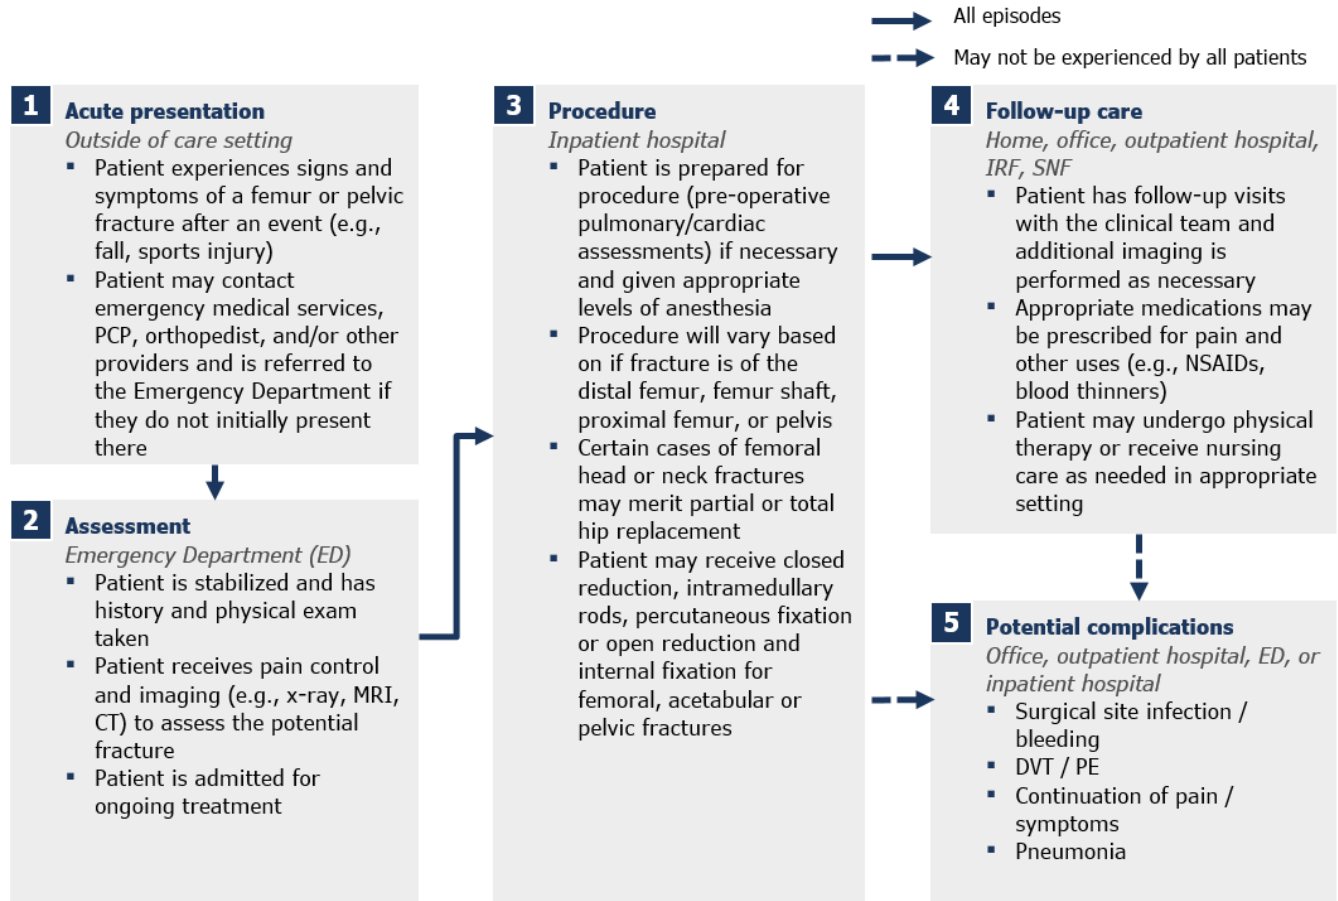 All episodes
May not be experienced by all patients
1 Acute presentation
Outside of care setting
▪ Patient experiences signs and
symptoms of a femur or pelvic
fracture after an event (e.g.,
fall, sports injury)
▪ Patient may contact
emergency medical services,
PCP, orthopedist, and/or other
providers and is referred to
the Emergency Department if
they do not initially present
there
2 Assessment
Emergency Department (ED)
▪ Patient is stabilized and has
history and physical exam
taken
▪ Patient receives pain control
and imaging (e.g., x-ray, MRI,
CT) to assess the potential
fracture
▪ Patient is admitted for
ongoing treatment
3 Procedure
Inpatient hospital
▪ Patient is prepared for
procedure (pre-operative
pulmonary/cardiac
assessments) if necessary
and given appropriate
levels of anesthesia
▪ Procedure will vary based
on if fracture is of the
distal femur, femur shaft,
proximal femur, or pelvis
▪ Certain cases of femoral
head or neck fractures
may merit partial or total
hip replacement
▪ Patient may receive closed
reduction, intramedullary
rods, percutaneous fixation
or open reduction and
internal fixation for
femoral, acetabular or
pelvic fractures
4 Follow-up care
Home, office, outpatient hospital,
IRF, SNF
▪ Patient has follow-up visits
with the clinical team and
additional imaging is
performed as necessary
▪ Appropriate medications may
be prescribed for pain and
other uses (e.g., NSAIDs,
blood thinners)
▪ Patient may undergo physical
therapy or receive nursing
care as needed in appropriate
setting
5 Potential complications
Office, outpatient hospital, ED, or
inpatient hospital
▪ Surgical site infection /
bleeding
▪ DVT / PE
▪ Continuation of pain /
symptoms
▪ Pneumonia